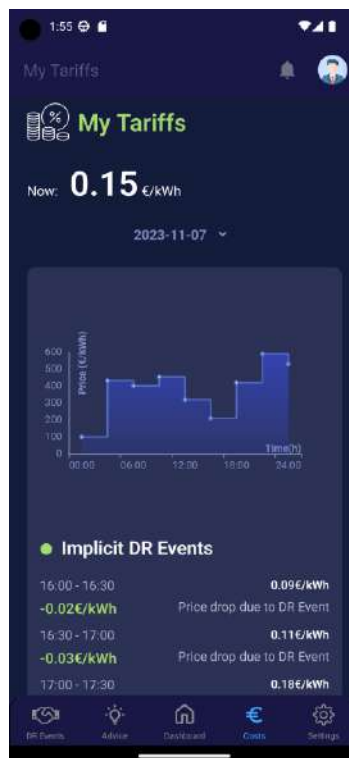 1:55
My Tariffs
%
My Tariffs
Now: 0.15 €/kWh
2023-11-07
Price (€/kWh)
600
500
400
300
200
100
0
Time(h)
00:00 06:00 12:00 18:00 24:00
Implicit DR Events
16:00 - 16:30 0.09€/kWh
-0.02€/kWh Price drop due to DR Event
16:30 - 17:00 0.11€/kWh
-0.03€/kWh Price drop due to DR Event
17:00 - 17:30 0.18€/kWh
DR Events Advice Dashboard Costs Settings